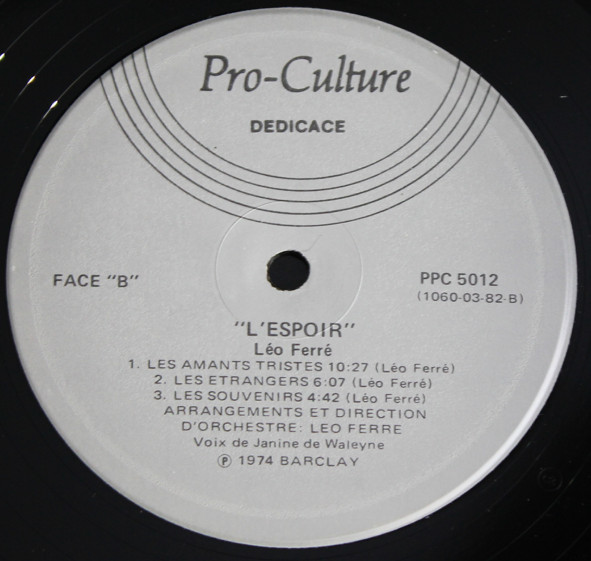 Pro-Culture
DEDICACE
FACE "B"
PPC 5012
(1060-03-82-B)
"L'ESPOIR"
Léo Ferré
1. LES AMANTS TRISTES 10:27 (Léo Ferré)
2. LES ETRANGERS 6:07 (Léo Ferré)
3. LES SOUVENIRS 4:42 (Léo Ferré)
ARRANGEMENTS ET DIRECTION
D'ORCHESTRE: LEO FERRE
Voix de Janine de Waleyne
Ⓟ 1974 BARCLAY